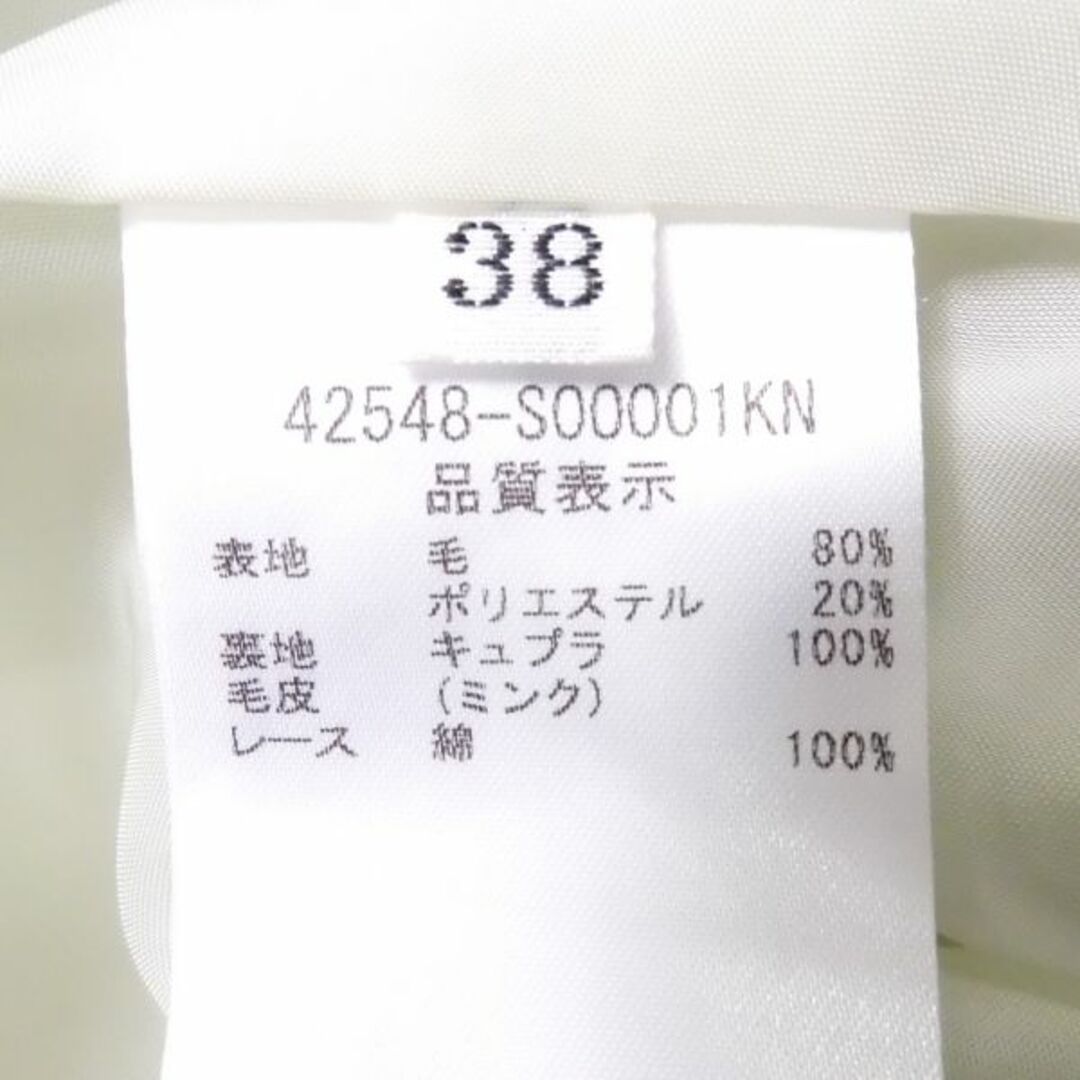 38
42548-S00001KN
品質表示
表地 毛 80%
ポリエステル 20%
裏地 キュプラ 100%
毛皮 (ミンク)
レース 綿 100%